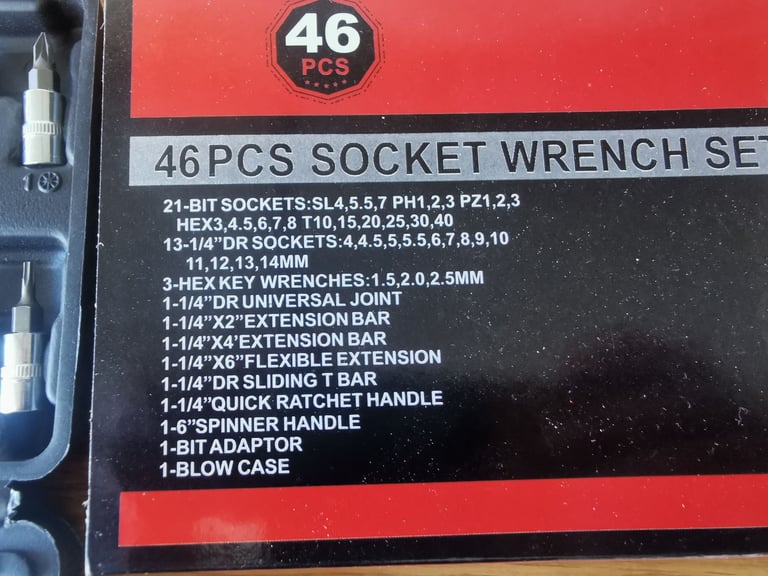 46
PCS
46PCS SOCKET WRENCH SET
21-BIT SOCKETS:SL4,5.5,7 PH1,2,3 PZ1,2,3
HEX3,4.5,6,7,8 T10,15,20,25,30,40
13-1/4”DR SOCKETS:4,4.5,5,5.5,6,7,8,9,10
11,12,13,14MM
3-HEX KEY WRENCHES:1.5,2.0,2.5MM
1-1/4”DR UNIVERSAL JOINT
1-1/4”X2”EXTENSION BAR
1-1/4”X4’EXTENSION BAR
1-1/4”X6”FLEXIBLE EXTENSION
1-1/4”DR SLIDING T BAR
1-1/4”QUICK RATCHET HANDLE
1-6”SPINNER HANDLE
1-BIT ADAPTOR
1-BLOW CASE
1